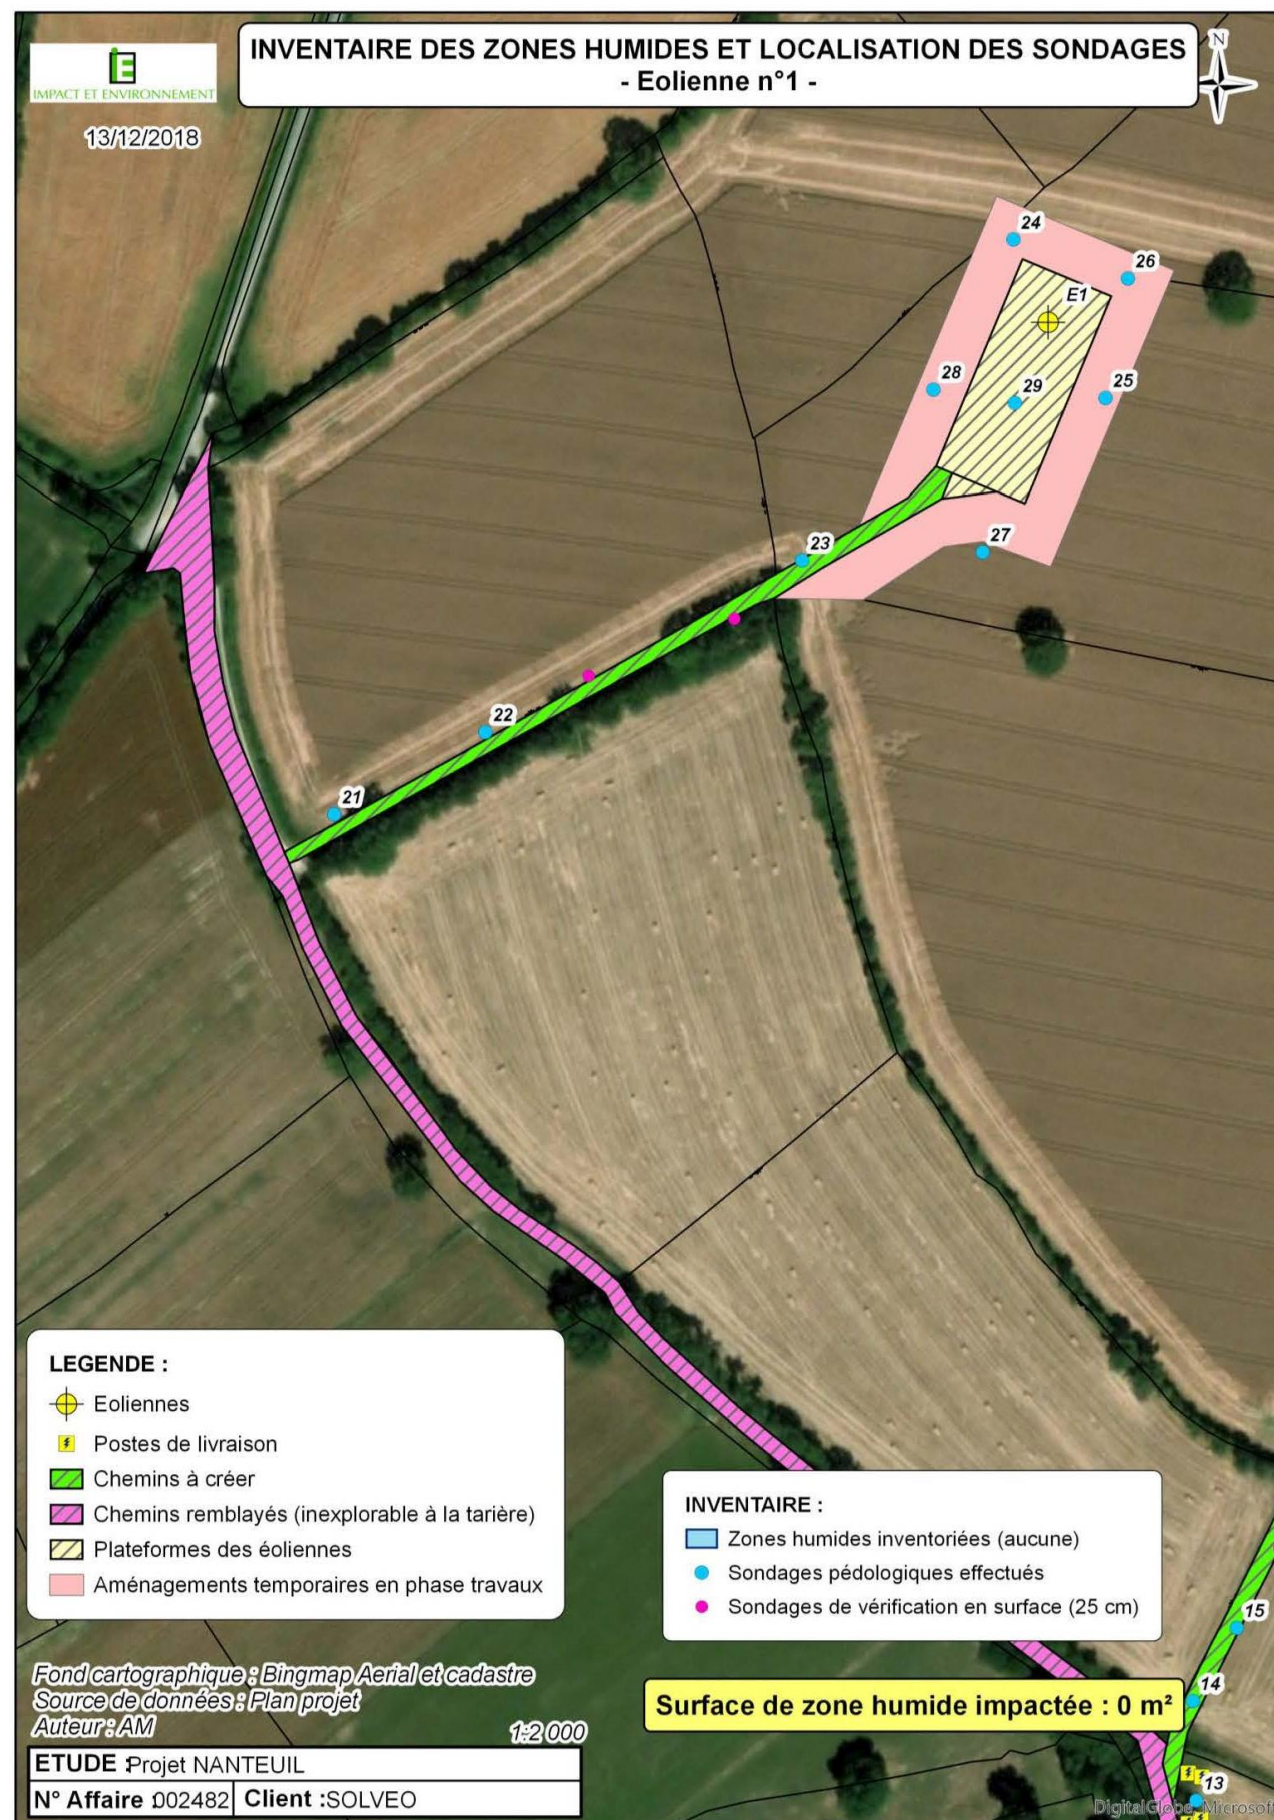 INVENTAIRE DES ZONES HUMIDES ET LOCALISATION DES SONDAGES
- Eolienne n°1 -
N
IE
IMPACT ET ENVIRONNEMENT
13/12/2018
24
26
E1
28
29
25
27
23
22
21
LEGENDE :
Eoliennes
Postes de livraison
Chemins à créer
Chemins remblayés (inexplorable à la tarière)
Plateformes des éoliennes
Aménagements temporaires en phase travaux
INVENTAIRE :
Zones humides inventoriées (aucune)
Sondages pédologiques effectués
Sondages de vérification en surface (25 cm)
15
14
13
Surface de zone humide impactée : 0 m²
Fond cartographique : Bingmap Aerial et cadastre
Source de données : Plan projet
Auteur : AM
1:2 000
ETUDE :Projet NANTEUIL
N° Affaire :002482 Client :SOLVEO
DigitalGlobe, Microsoft